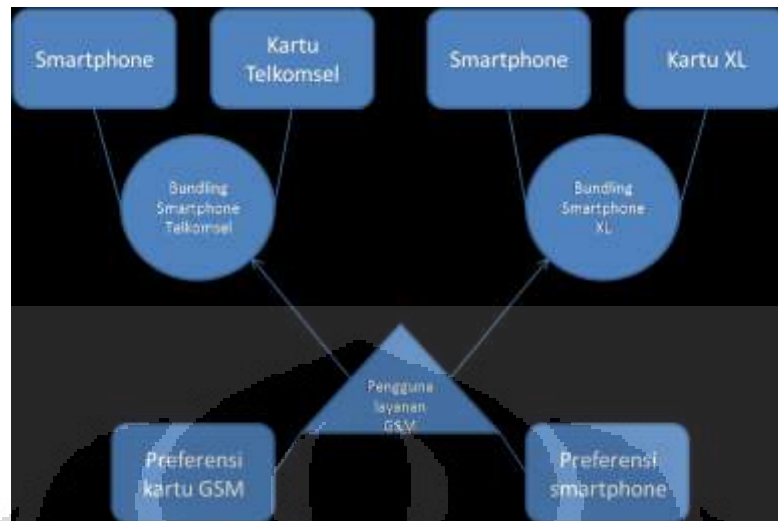 Smartphone
Kartu
Telkomsel
Smartphone
Kartu XL
Bundling
Smartphone
Telkomsel
Bundling
Smartphone
XL
Pengguna
layanan
GSM
Preferensi
kartu GSM
Preferensi
smartphone